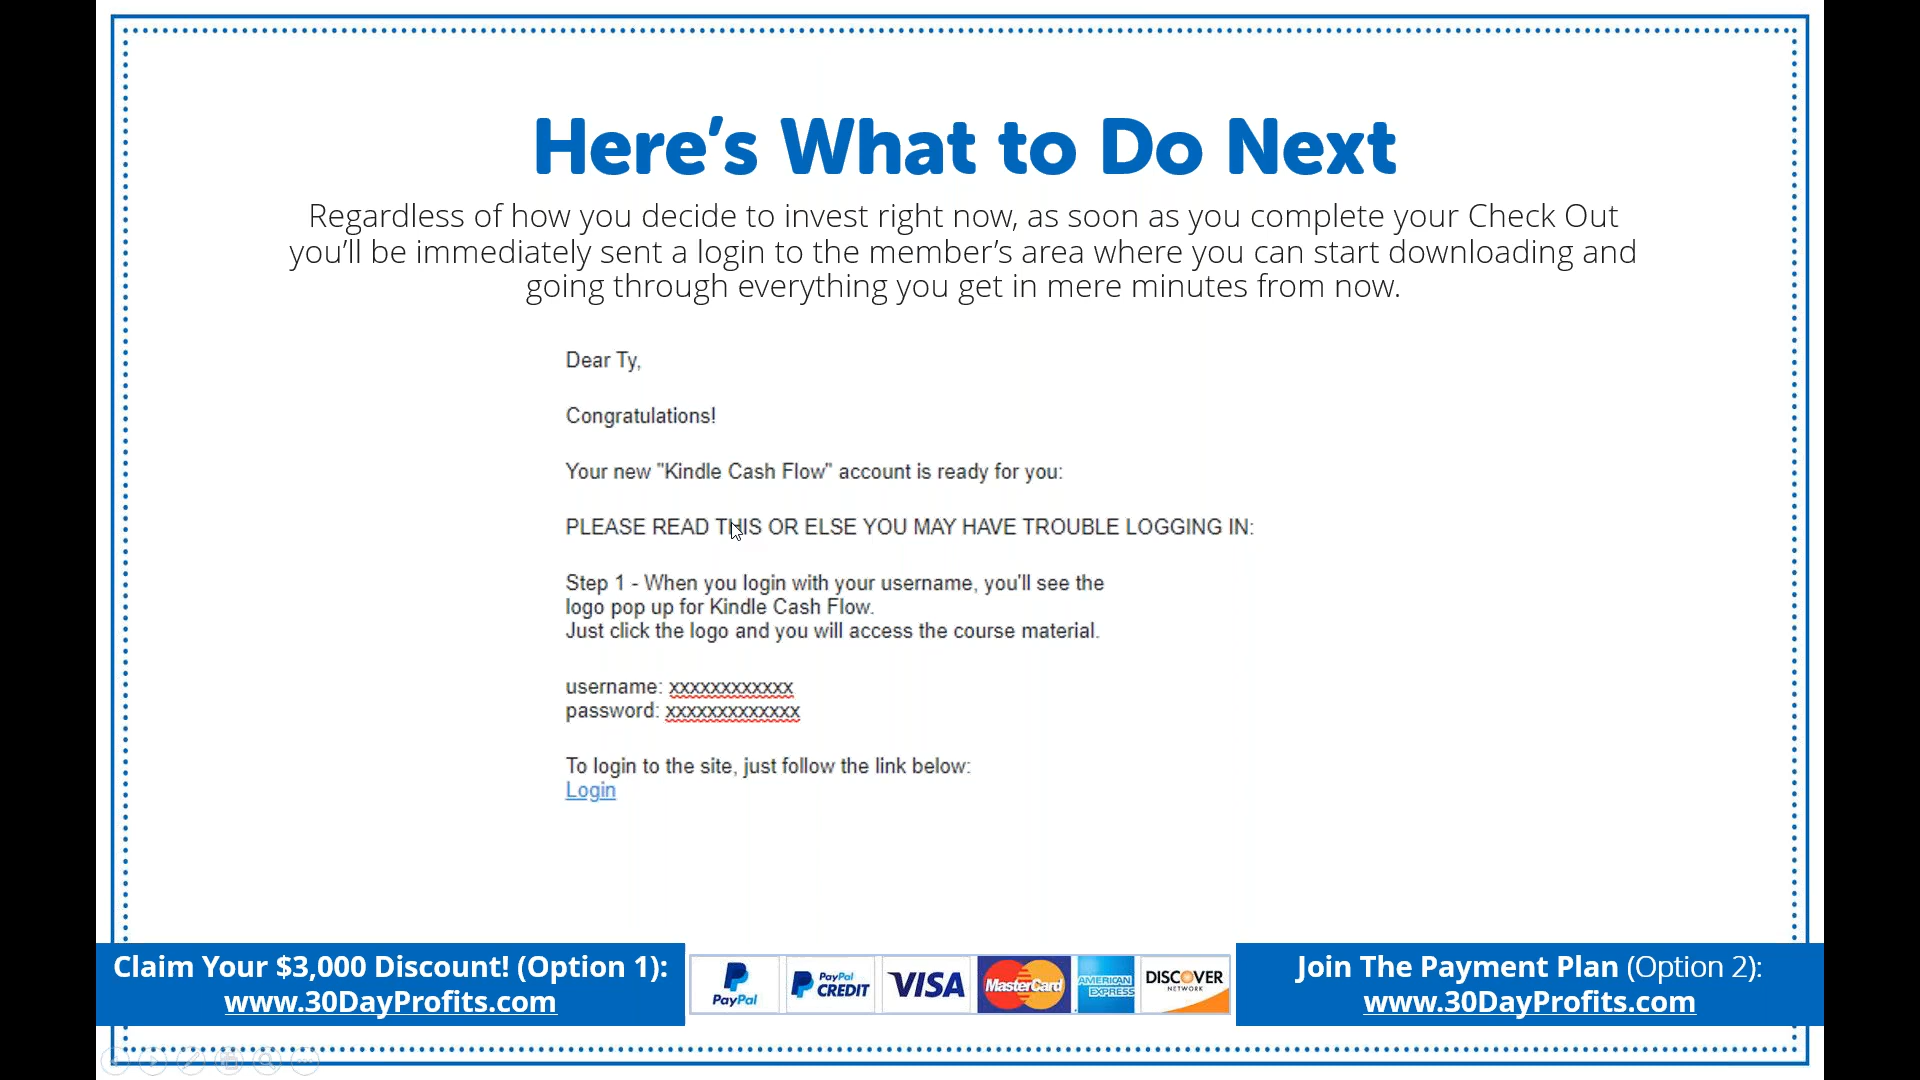 Here’s What to Do Next
Regardless of how you decide to invest right now, as soon as you complete your Check Out
you’ll be immediately sent a login to the member’s area where you can start downloading and
going through everything you get in mere minutes from now.
Dear Ty,
Congratulations!
Your new "Kindle Cash Flow" account is ready for you:
PLEASE READ THIS OR ELSE YOU MAY HAVE TROUBLE LOGGING IN:
Step 1 - When you login with your username, you'll see the
logo pop up for Kindle Cash Flow.
Just click the logo and you will access the course material.
username: xxxxxxxxxxxx
password: xxxxxxxxxxxxx
To login to the site, just follow the link below:
Login
Claim Your $3,000 Discount! (Option 1):
www.30DayProfits.com
PayPal
PayPal
CREDIT
VISA
MasterCard
AMERICAN
EXPRESS
DISCOVER
NETWORK
Join The Payment Plan (Option 2):
www.30DayProfits.com